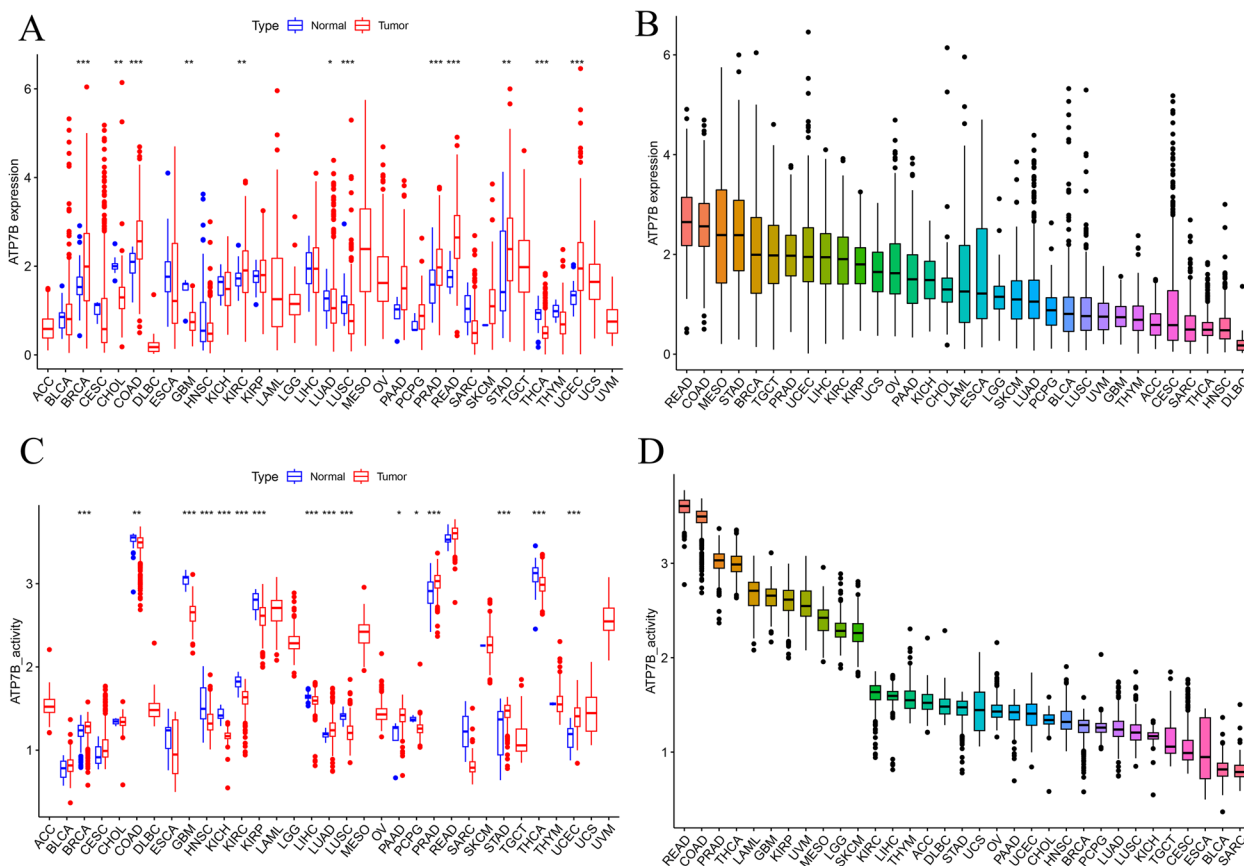 A
Type Normal Tumor
*** ** *** ** ** * *** *** *** ** *** ***
ATP7B expression
6
4
2
0
ACC BLCA BRCA CESC CHOL COAD DLBC ESCA GBM HNSC KICH KIRC KIRP LAML LGG LIHC LUAD LUSC MESO OV PAAD PCPG PRAD READ SARC SKCM STAD TGCT THCA THYM UCEC UCS UVM
B
ATP7B expression
6
4
2
0
READ COAD MESO STAD BRCA TGCT PRAD UCEC LIHC KIRC KIRP UCS OV PAAD KICH CHOL LAML ESCA LGG SKCM LUAD PCPG BLCA LUSC UVM GBM THYM ACC CESC SARC THCA HNSC DLBC
C
Type Normal Tumor
*** ** *** *** *** *** *** *** *** *** * * *** *** *** ***
ATP7B_activity
3
2
1
ACC BLCA BRCA CESC CHOL COAD DLBC ESCA GBM HNSC KICH KIRC KIRP LAML LGG LIHC LUAD LUSC MESO OV PAAD PCPG PRAD READ SARC SKCM STAD TGCT THCA THYM UCEC UCS UVM
D
ATP7B_activity
3
2
1
READ COAD PRAD THCA LAML GBM KIRP UVM MESO LGG SKCM KIRC LIHC THYM ACC DLBC STAD UCS OV PAAD UCEC CHOL HNSC BRCA PCPG LUAD LUSC KICH TGCT CESC ESCA BLCA SARC